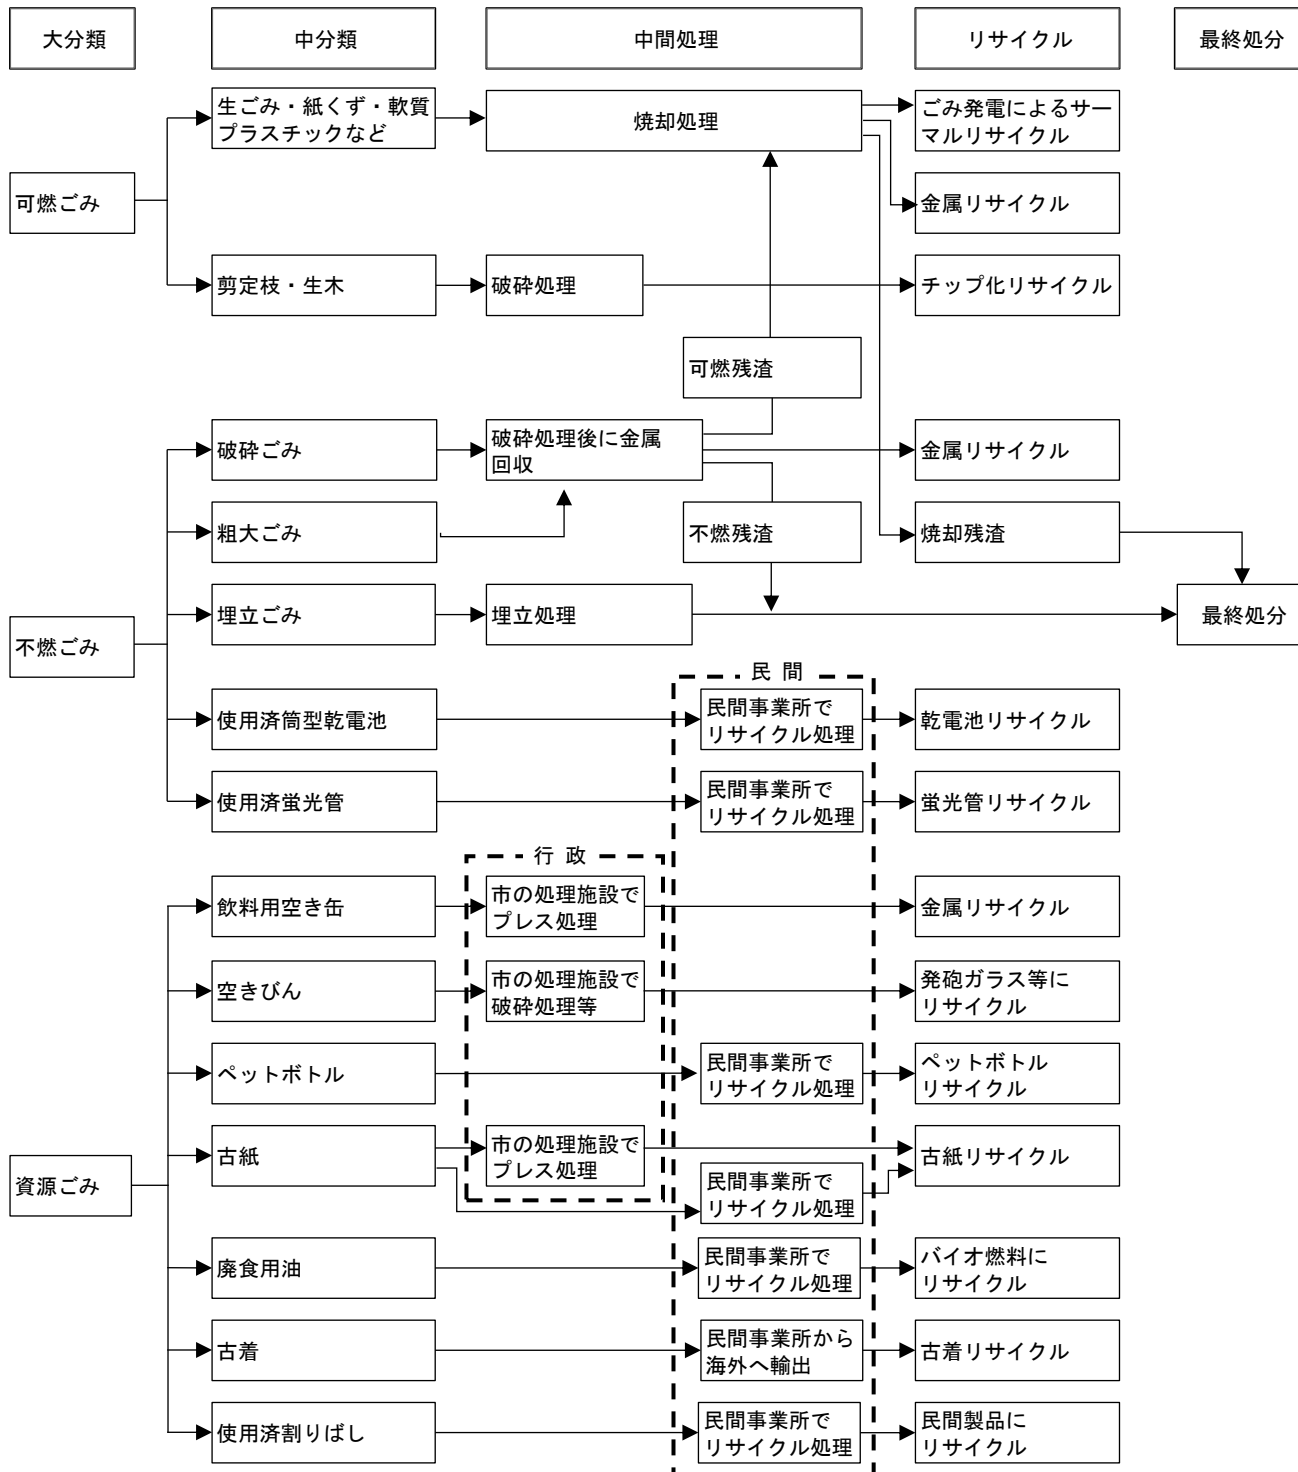 大分類
中分類
中間処理
リサイクル
最終処分
可燃ごみ
生ごみ・紙くず・軟質
プラスチックなど
焼却処理
ごみ発電によるサー
マルリサイクル
金属リサイクル
剪定枝・生木
破砕処理
チップ化リサイクル
可燃残渣
不燃ごみ
破砕ごみ
破砕処理後に金属
回収
金属リサイクル
粗大ごみ
不燃残渣
焼却残渣
埋立ごみ
埋立処理
最終処分
民 間
使用済筒型乾電池
民間事業所で
リサイクル処理
乾電池リサイクル
使用済蛍光管
民間事業所で
リサイクル処理
蛍光管リサイクル
行 政
資源ごみ
飲料用空き缶
市の処理施設で
プレス処理
金属リサイクル
空きびん
市の処理施設で
破砕処理等
発砲ガラス等に
リサイクル
ペットボトル
民間事業所で
リサイクル処理
ペットボトル
リサイクル
古紙
市の処理施設で
プレス処理
民間事業所で
リサイクル処理
古紙リサイクル
廃食用油
民間事業所で
リサイクル処理
バイオ燃料に
リサイクル
古着
民間事業所から
海外へ輸出
古着リサイクル
使用済割りばし
民間事業所で
リサイクル処理
民間製品に
リサイクル